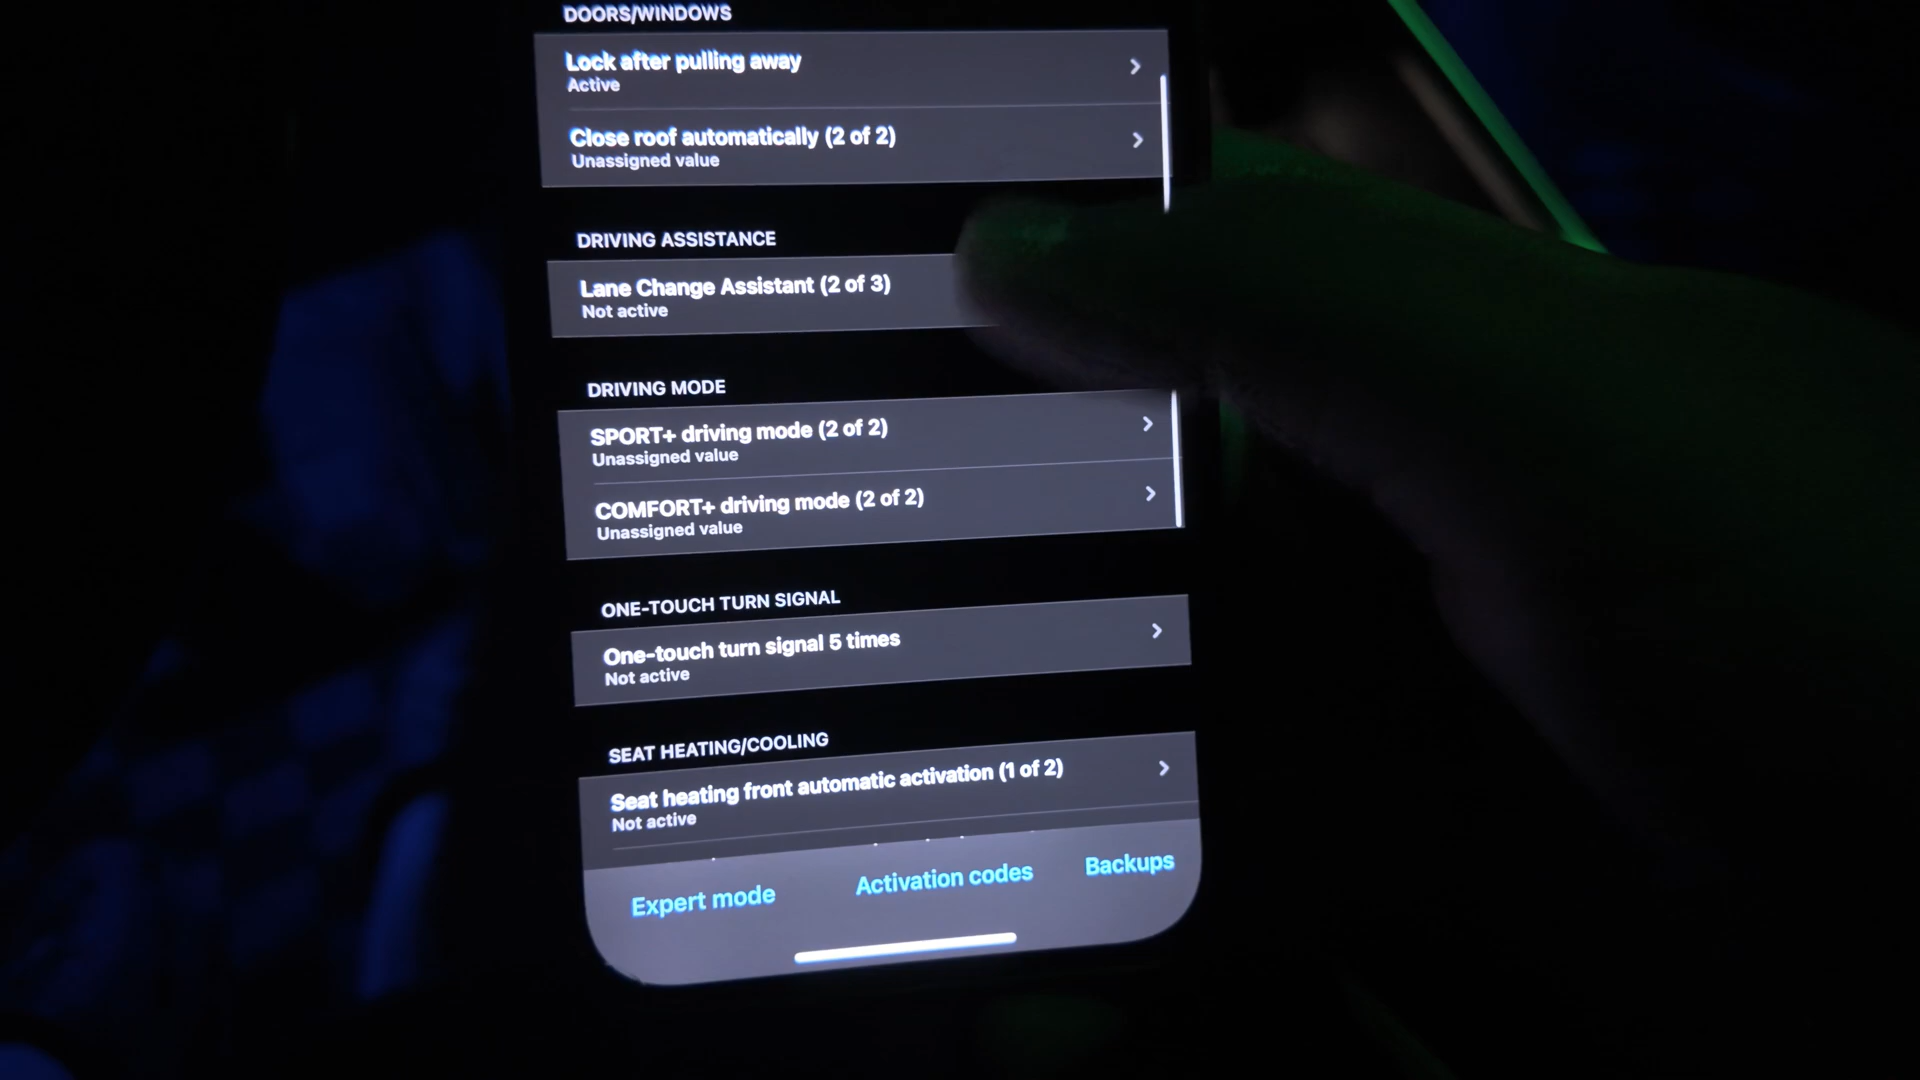 DOORS/WINDOWS
Lock after pulling away
Active
Close roof automatically (2 of 2)
Unassigned value
DRIVING ASSISTANCE
Lane Change Assistant (2 of 3)
Not active
DRIVING MODE
SPORT+ driving mode (2 of 2)
Unassigned value
COMFORT+ driving mode (2 of 2)
Unassigned value
ONE-TOUCH TURN SIGNAL
One-touch turn signal 5 times
Not active
SEAT HEATING/COOLING
Seat heating front automatic activation (1 of 2)
Not active
Expert mode Activation codes Backups